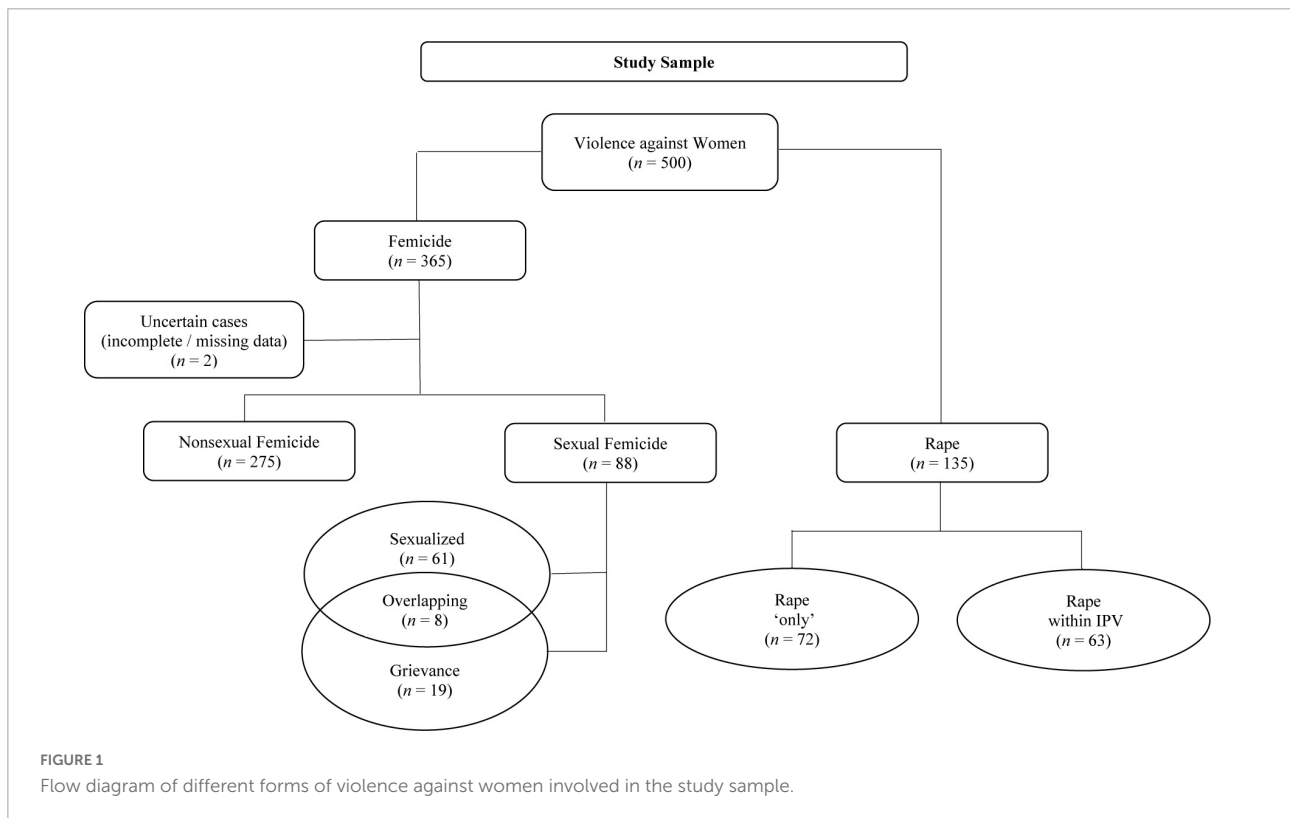 Study Sample
Violence against Women
(n = 500)
Femicide
(n = 365)
Uncertain cases
(incomplete / missing data)
(n = 2)
Nonsexual Femicide
(n = 275)
Sexual Femicide
(n = 88)
Rape
(n = 135)
Sexualized
(n = 61)
Overlapping
(n = 8)
Grievance
(n = 19)
Rape
‘only’
(n = 72)
Rape
within IPV
(n = 63)
FIGURE 1
Flow diagram of different forms of violence against women involved in the study sample.